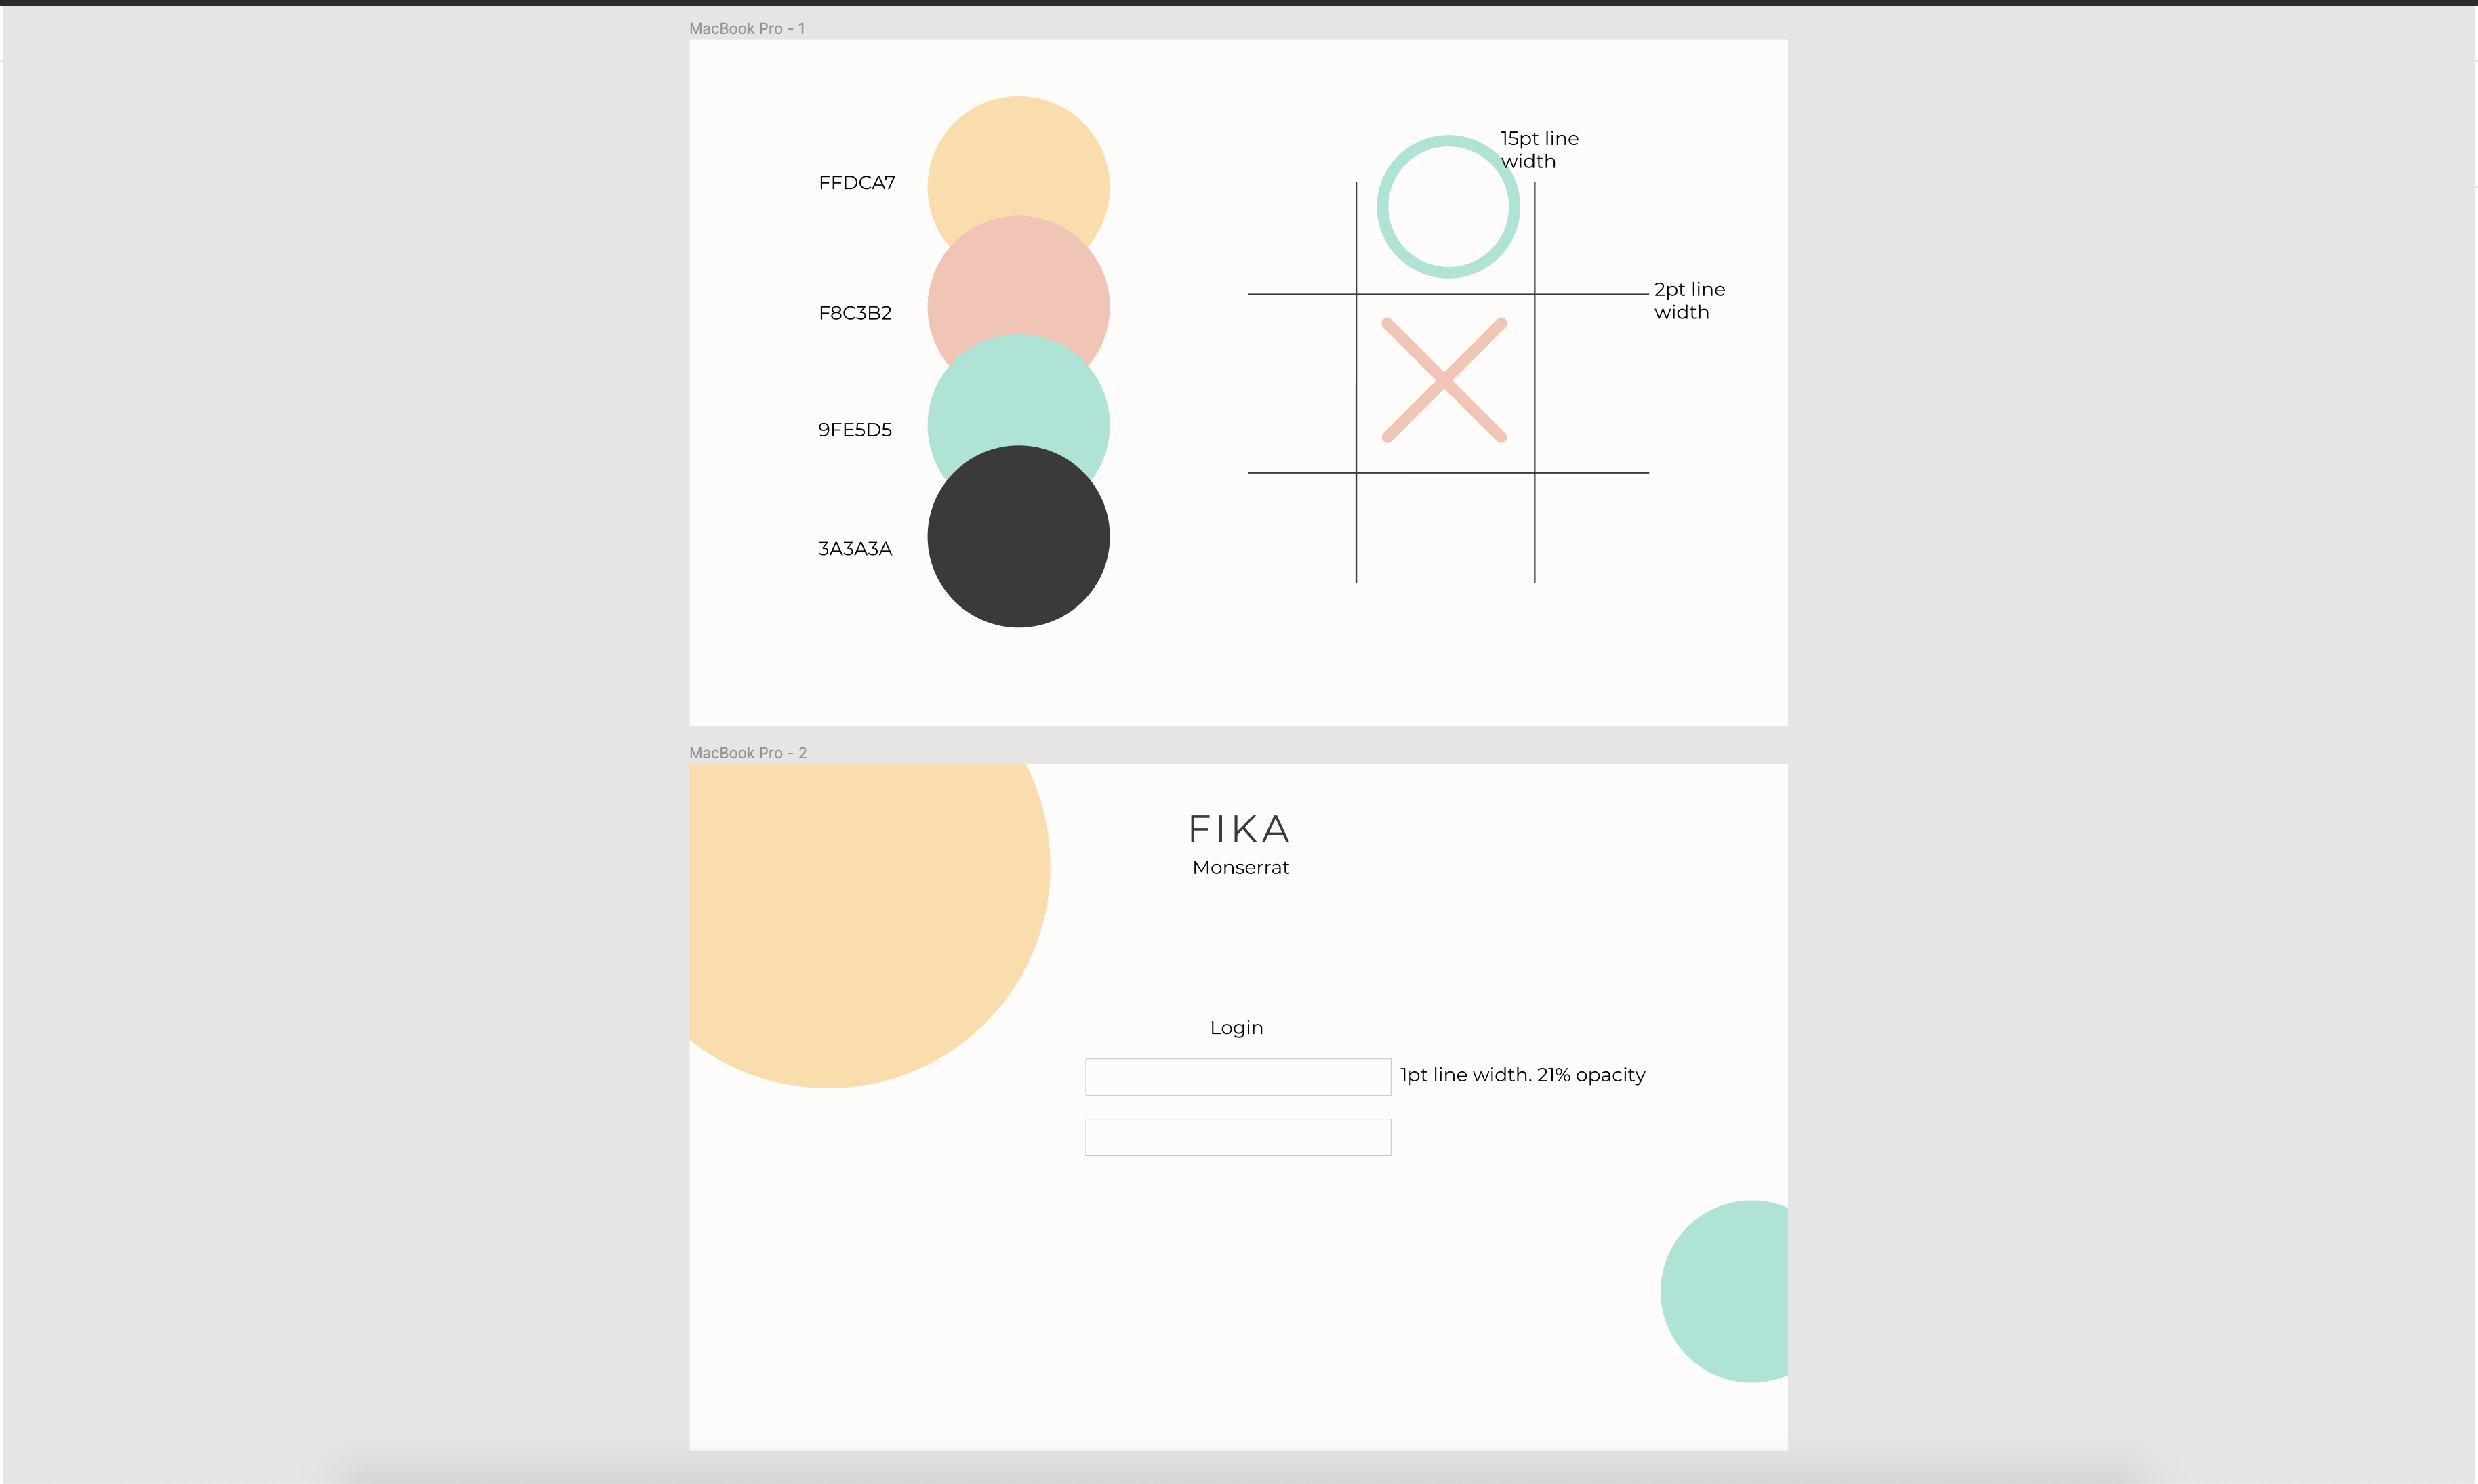 MacBook Pro - 1
15pt line
width
FFDCA7
2pt line
width
F8C3B2
9FE5D5
3A3A3A
MacBook Pro - 2
FIKA
Monserrat
Login
1pt line width. 21% opacity